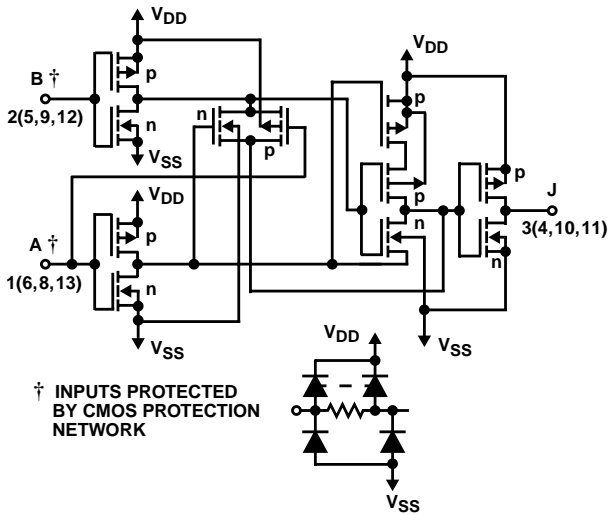 VDD
VDD
B †
p
2(5,9,12)
n
n
p
p
p
p
J
VSS
VDD
A †
p
n
3(4,10,11)
n
1(6,8,13)
n
VSS
VSS
VDD
† INPUTS PROTECTED
BY CMOS PROTECTION
NETWORK
VSS